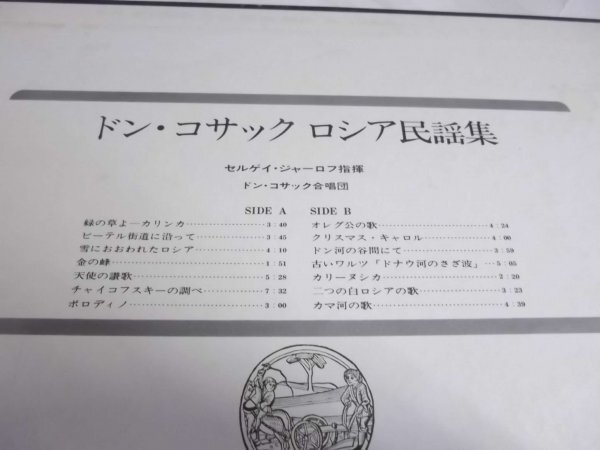 ドン・コサック ロシア民謡集
セルゲイ・ジャーロフ指揮
ドン・コサック合唱団
SIDE A
緑の草よ―カリンカ 3:40
ピーテル街道に沿って 3:45
雪におおわれたロシア 4:10
金の峰 1:51
天使の讃歌 5:28
チャイコフスキーの調べ 7:32
ボロディノ 3:00
SIDE B
オレグ公の歌 4:24
クリスマス・キャロル 4:00
ドン河の谷間にて 3:59
古いワルツ「ドナウ河のさざ波」 5:05
カリーヌシカ 2:20
二つの白ロシアの歌 3:23
カマ河の歌 4:39